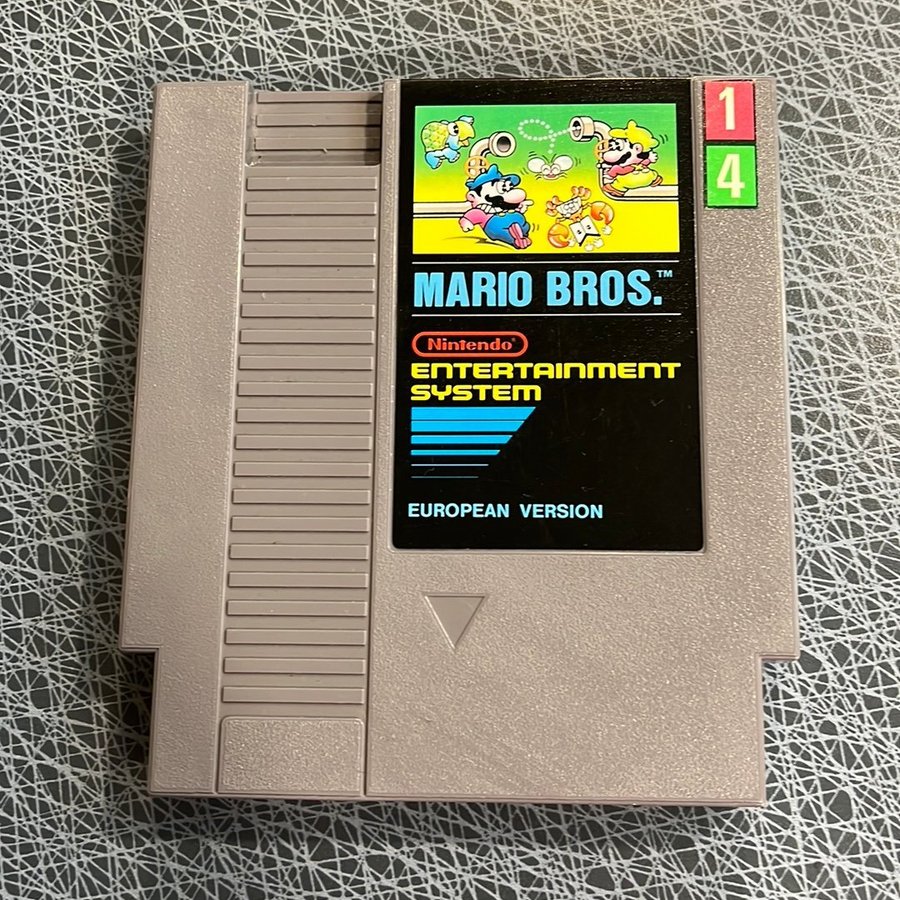 1
4
MARIO BROS.™
Nintendo®
ENTERTAINMENT
SYSTEM
EUROPEAN VERSION